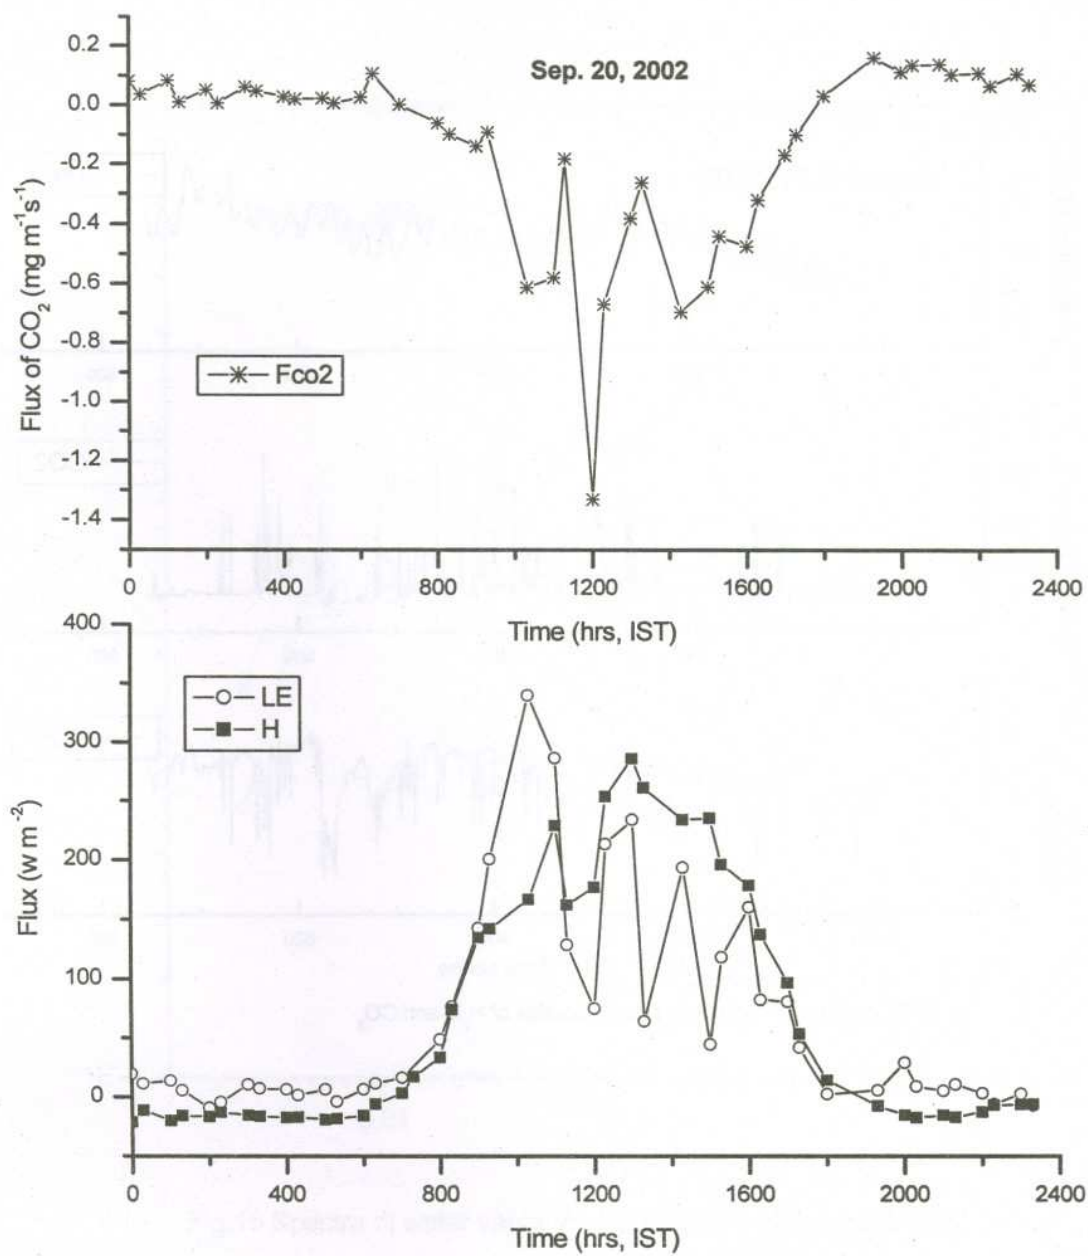 Sep. 20, 2002
0.2
0.0
-0.2
-0.4
-0.6
-0.8
-1.0
-1.2
-1.4
Flux of CO₂ (mg m⁻¹s⁻¹)
Fco2
0 400 800 1200 1600 2000 2400
Time (hrs, IST)
400
300
200
100
0
Flux (w m⁻²)
LE
H
0 400 800 1200 1600 2000 2400
Time (hrs, IST)